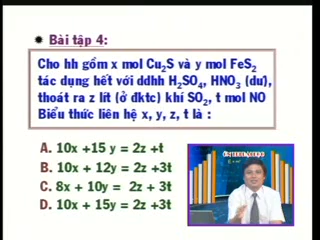 Bài tập 4:
Cho hh gồm x mol Cu₂S và y mol FeS₂
tác dụng hết với ddhh H₂SO₄, HNO₃ (dư),
thoát ra z lít (ở đktc) khí SO₂, t mol NO
Biểu thức liên hệ x, y, z, t là :
A. 10x +15 y = 2z +t
B. 10x + 12y = 2z +3t
C. 8x + 10y = 2z + 3t
D. 10x + 15y = 2z +3t